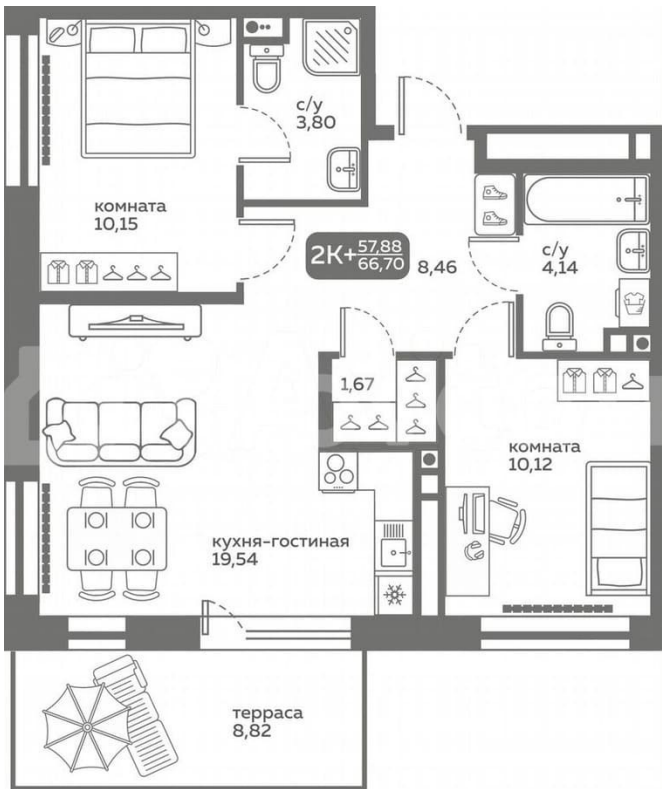 с/у
3,80
комната
10,15
2К+ 57,88
66,70
8,46
с/у
4,14
1,67
комната
10,12
кухня-гостиная
19,54
терраса
8,82